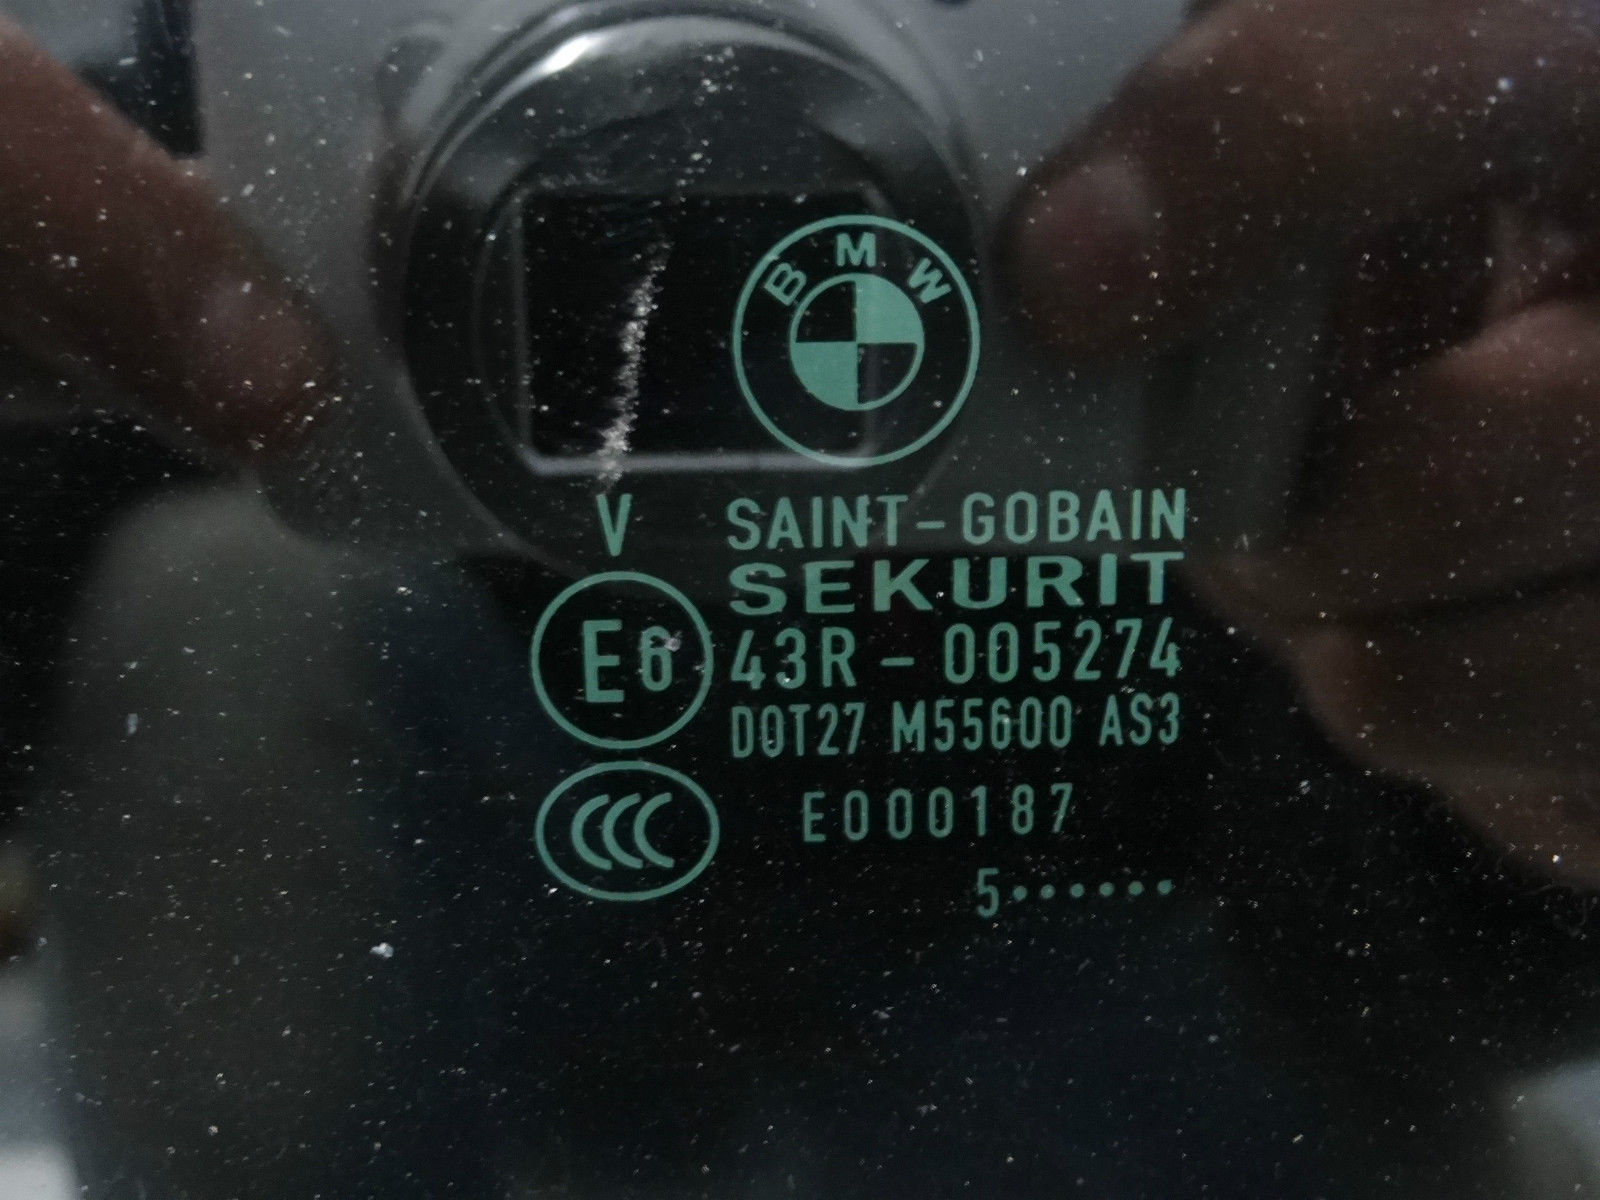 BMW
V SAINT-GOBAIN
SEKURIT
E6 43R - 005274
DOT27 M55600 AS3
CCC E000187
5······